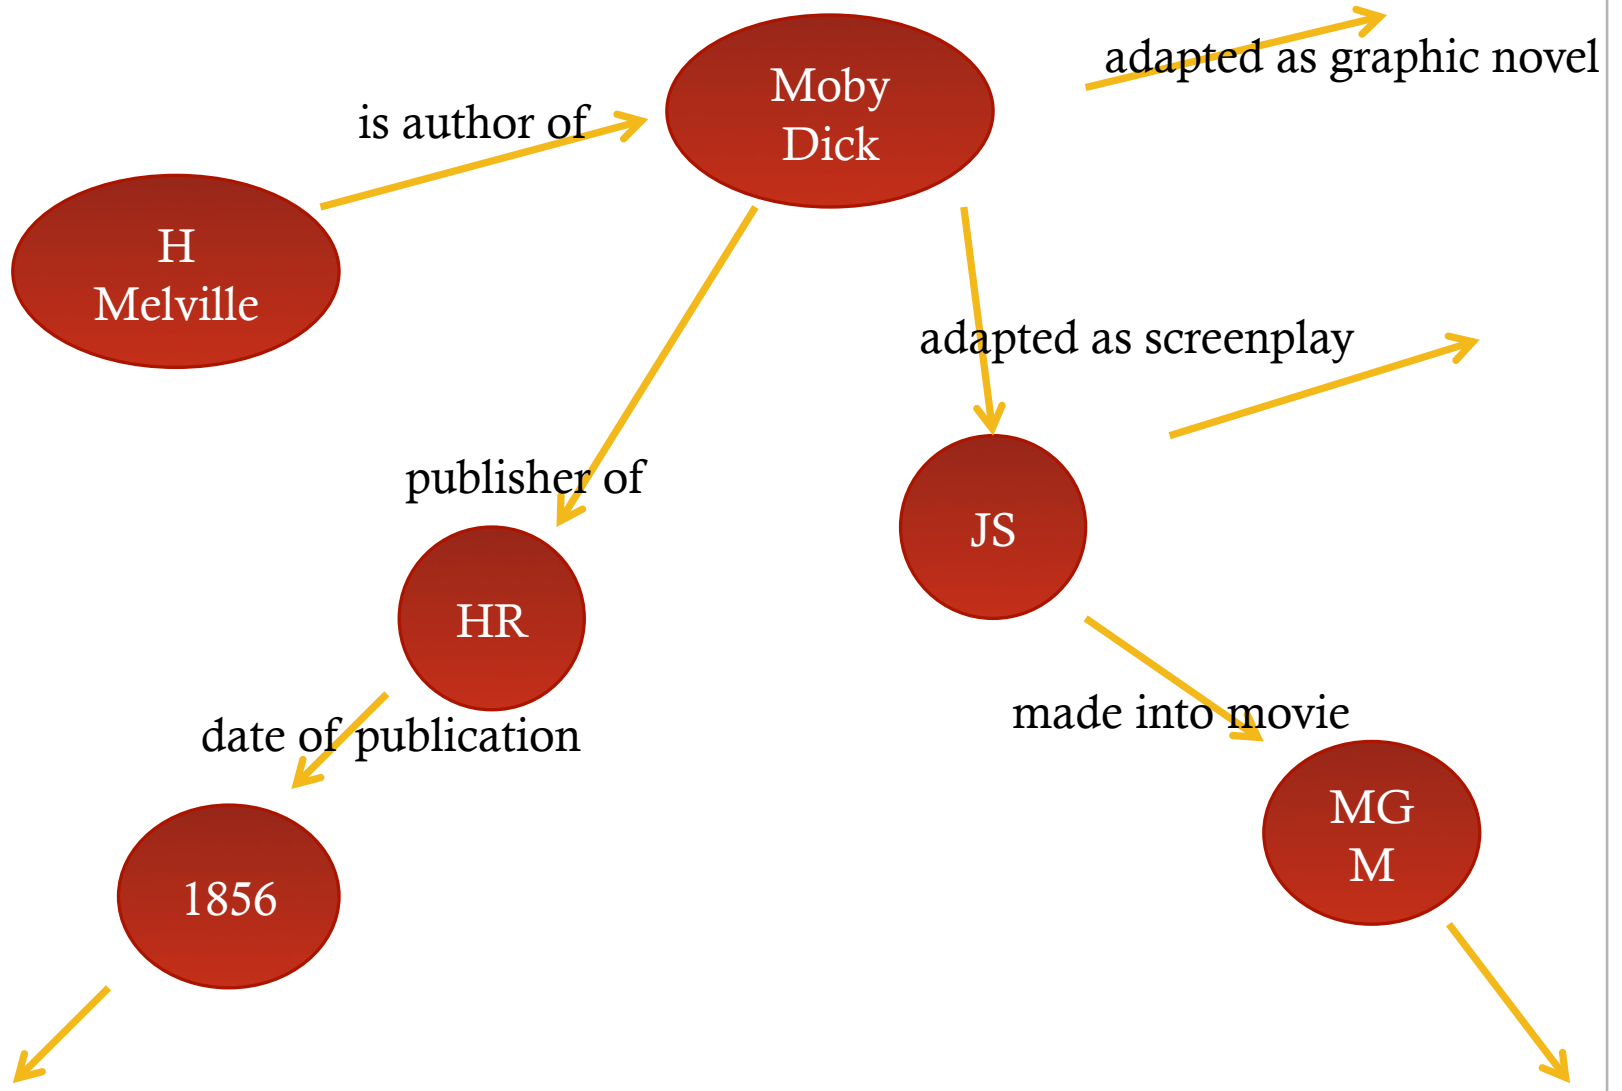 adapted as graphic novel
Moby
Dick
is author of
H
Melville
adapted as screenplay
publisher of
JS
HR
made into movie
date of publication
MG
M
1856